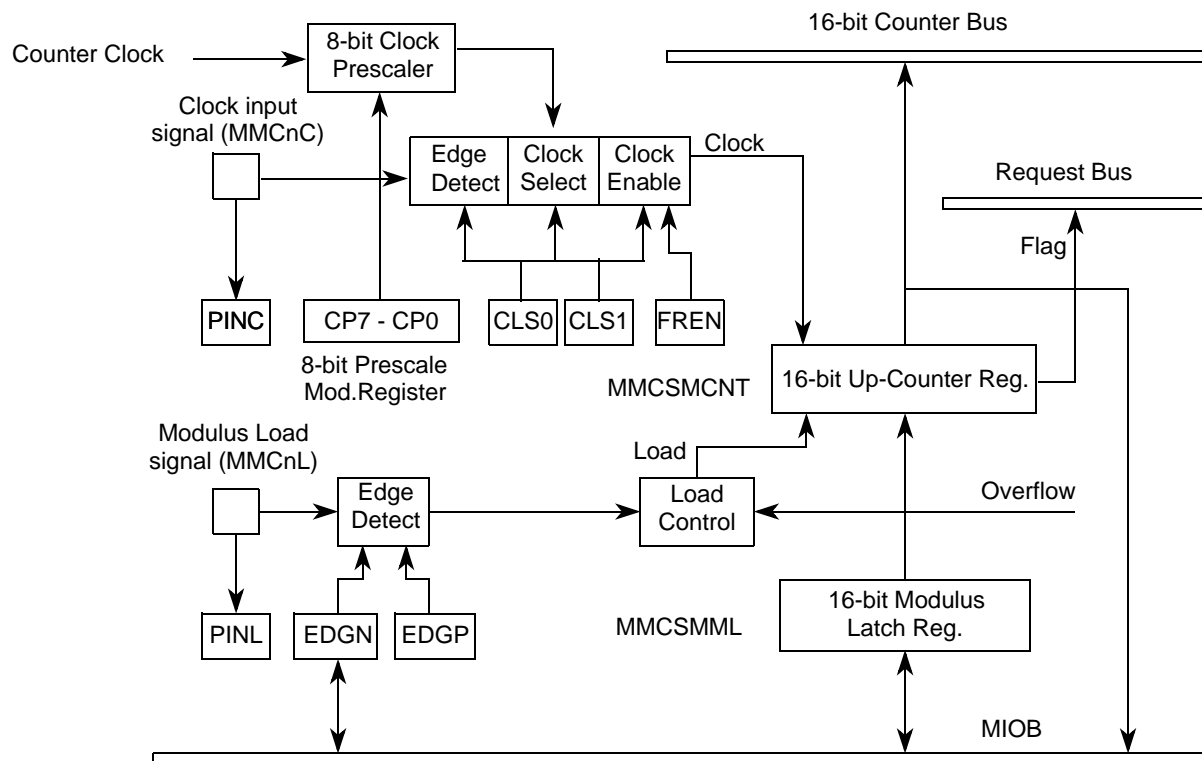 16-bit Counter Bus
Counter Clock
8-bit Clock
Prescaler
Clock input
signal (MMCnC)
Edge
Detect
Clock
Select
Clock
Enable
Clock
Request Bus
Flag
PINC
CP7 - CP0
CLS0
CLS1
FREN
8-bit Prescale
Mod.Register
MMCSMCNT
16-bit Up-Counter Reg.
Modulus Load
signal (MMCnL)
Edge
Detect
Load
Load
Control
Overflow
PINL
EDGN
EDGP
MMCSMML
16-bit Modulus
Latch Reg.
MIOB